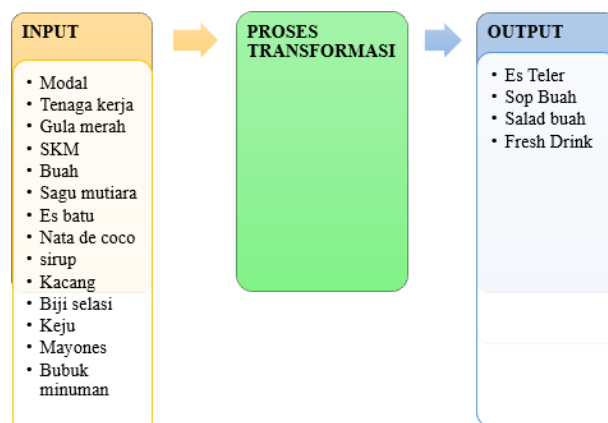 INPUT
• Modal
• Tenaga kerja
• Gula merah
• SKM
• Buah
• Sagu mutiara
• Es batu
• Nata de coco
• sirup
• Kacang
• Biji selasi
• Keju
• Mayones
• Bubuk
minuman
PROSES
TRANSFORMASI
OUTPUT
• Es Teler
• Sop Buah
• Salad buah
• Fresh Drink